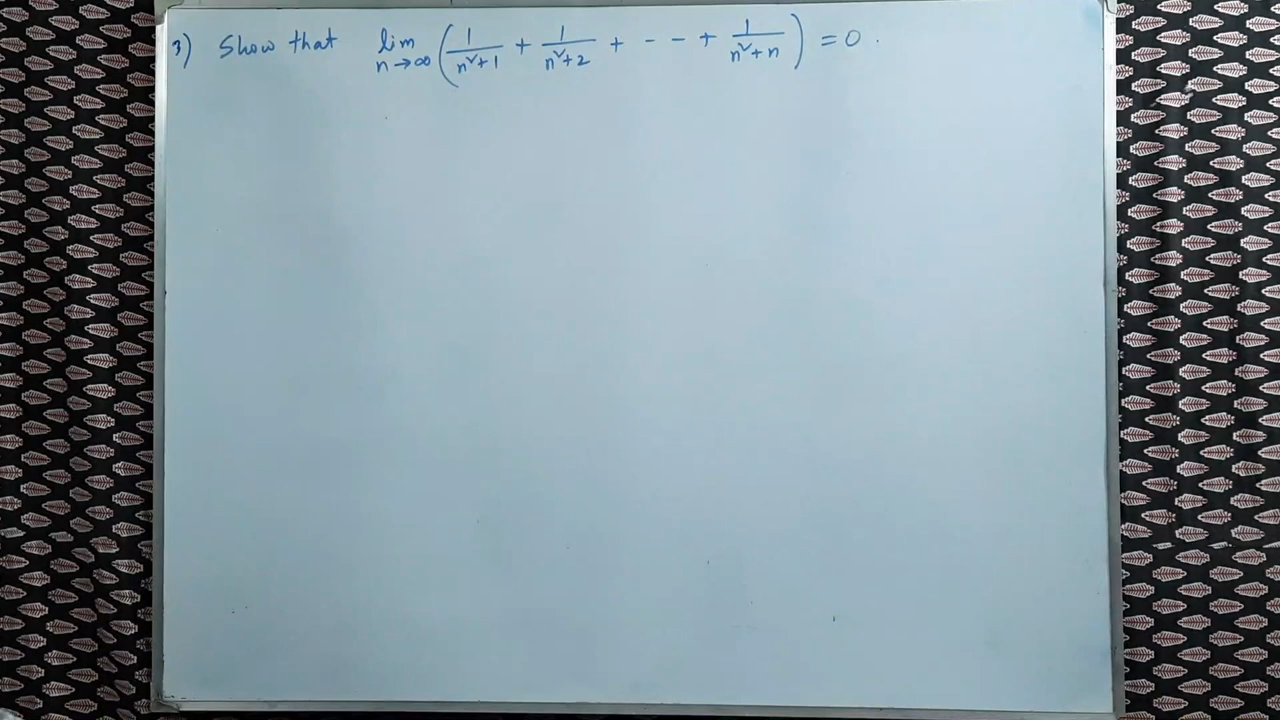 3) Show that lim n→∞ (1/(n²+1) + 1/(n²+2) + - - + 1/(n²+n)) = 0.